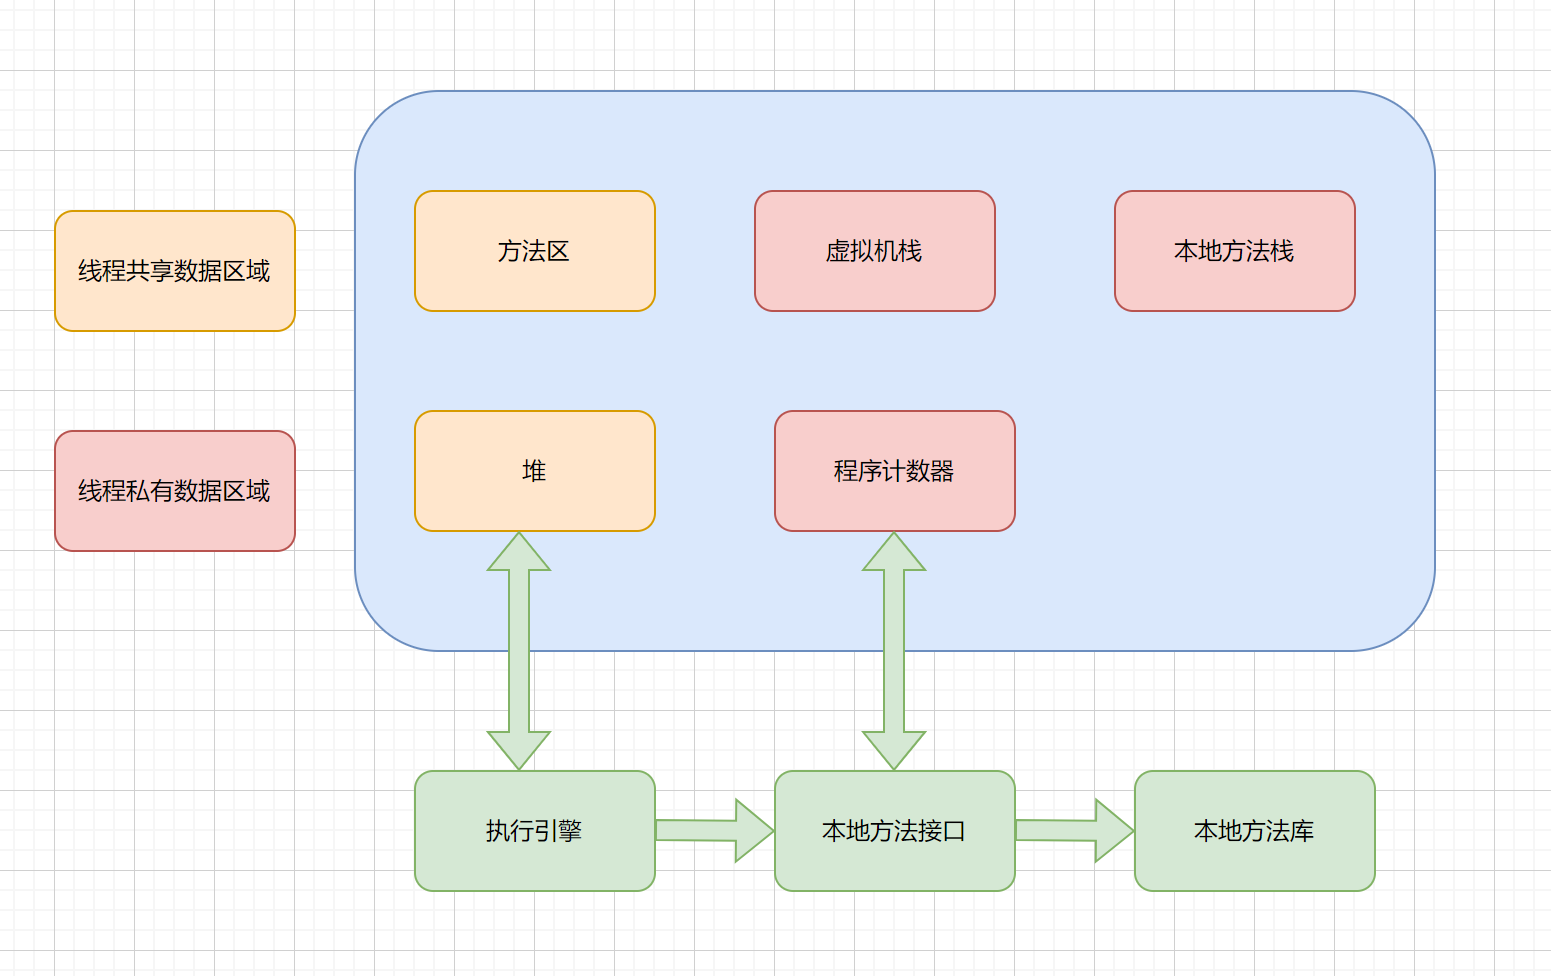 线程共享数据区域
方法区
虚拟机栈
本地方法栈
线程私有数据区域
堆
程序计数器
执行引擎
本地方法接口
本地方法库